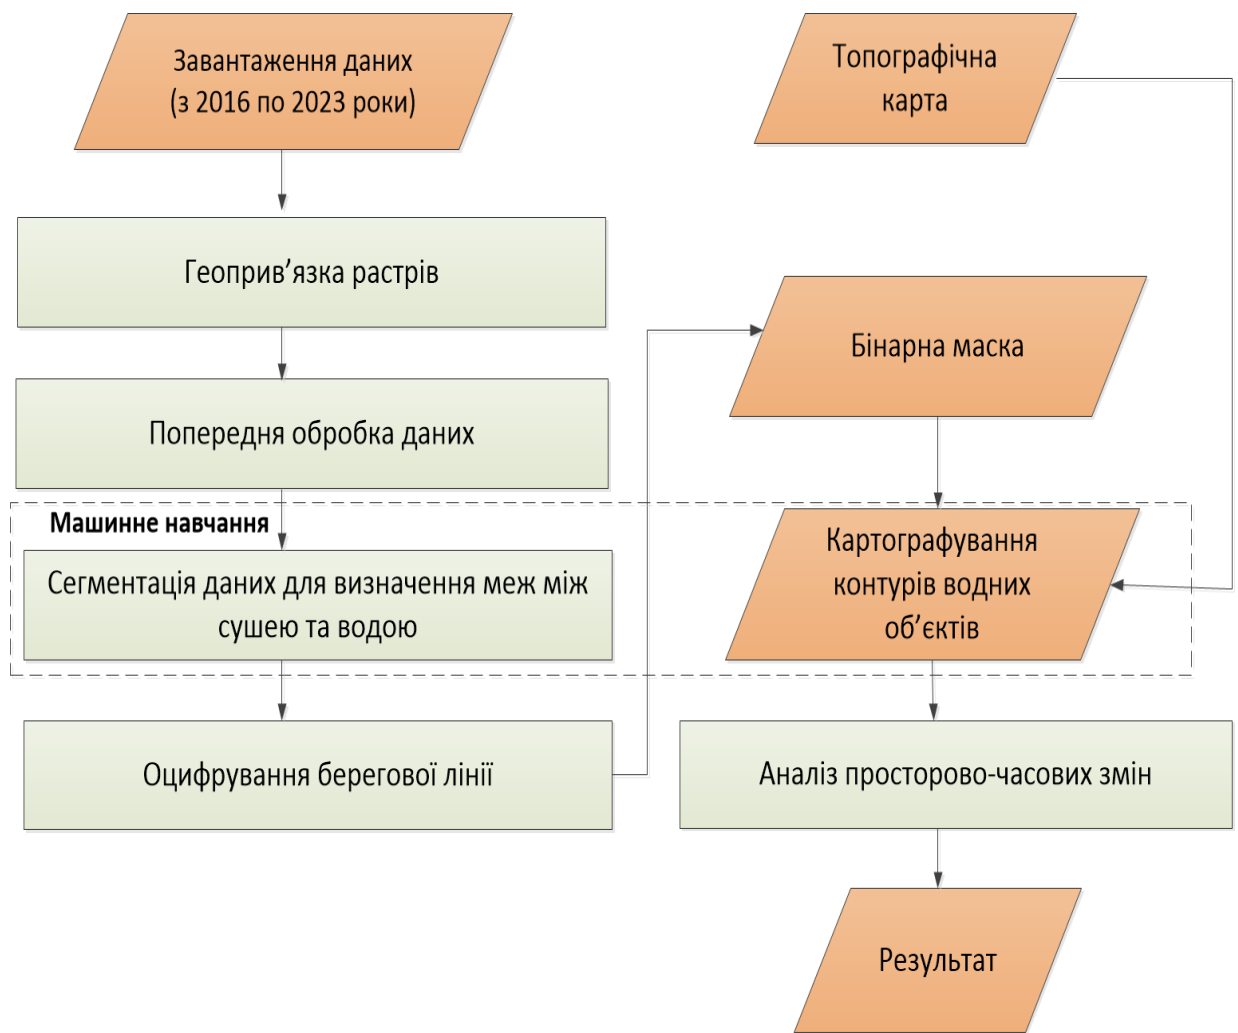 Завантаження даних
(з 2016 по 2023 роки)
Геоприв’язка растрів
Попередня обробка даних
Машинне навчання
Сегментація даних для визначення меж між
сушею та водою
Оцифрування берегової лінії
Топографічна
карта
Бінарна маска
Картографування
контурів водних
об’єктів
Аналіз просторово-часових змін
Результат